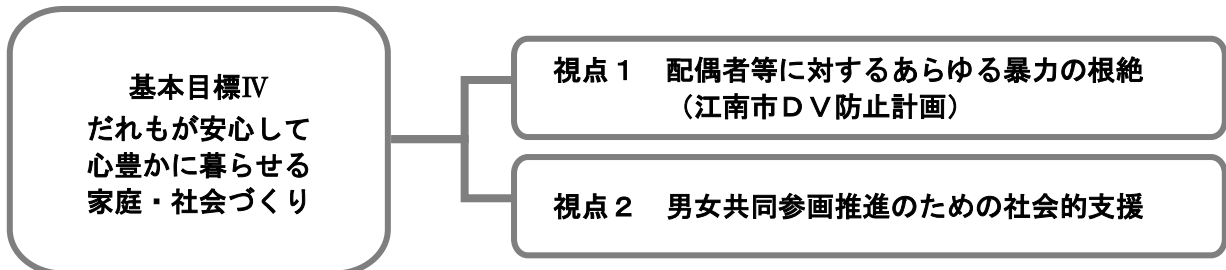 基本目標Ⅳ
だれもが安心して
心豊かに暮らせる
家庭・社会づくり
視点１　配偶者等に対するあらゆる暴力の根絶
（江南市ＤＶ防止計画）
視点２　男女共同参画推進のための社会的支援